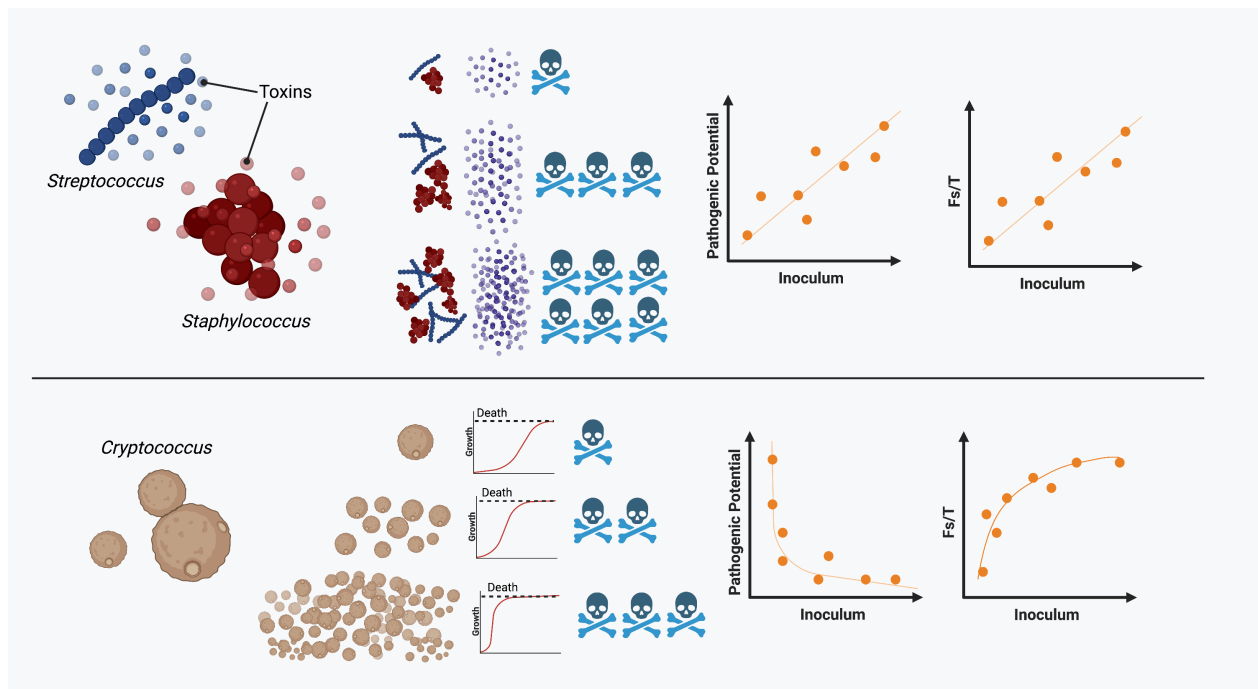 Toxins
Streptococcus
Staphylococcus
Pathogenic Potential
Inoculum
Fs/T
Inoculum
Cryptococcus
Death
Growth
Death
Growth
Death
Growth
Pathogenic Potential
Inoculum
Fs/T
Inoculum